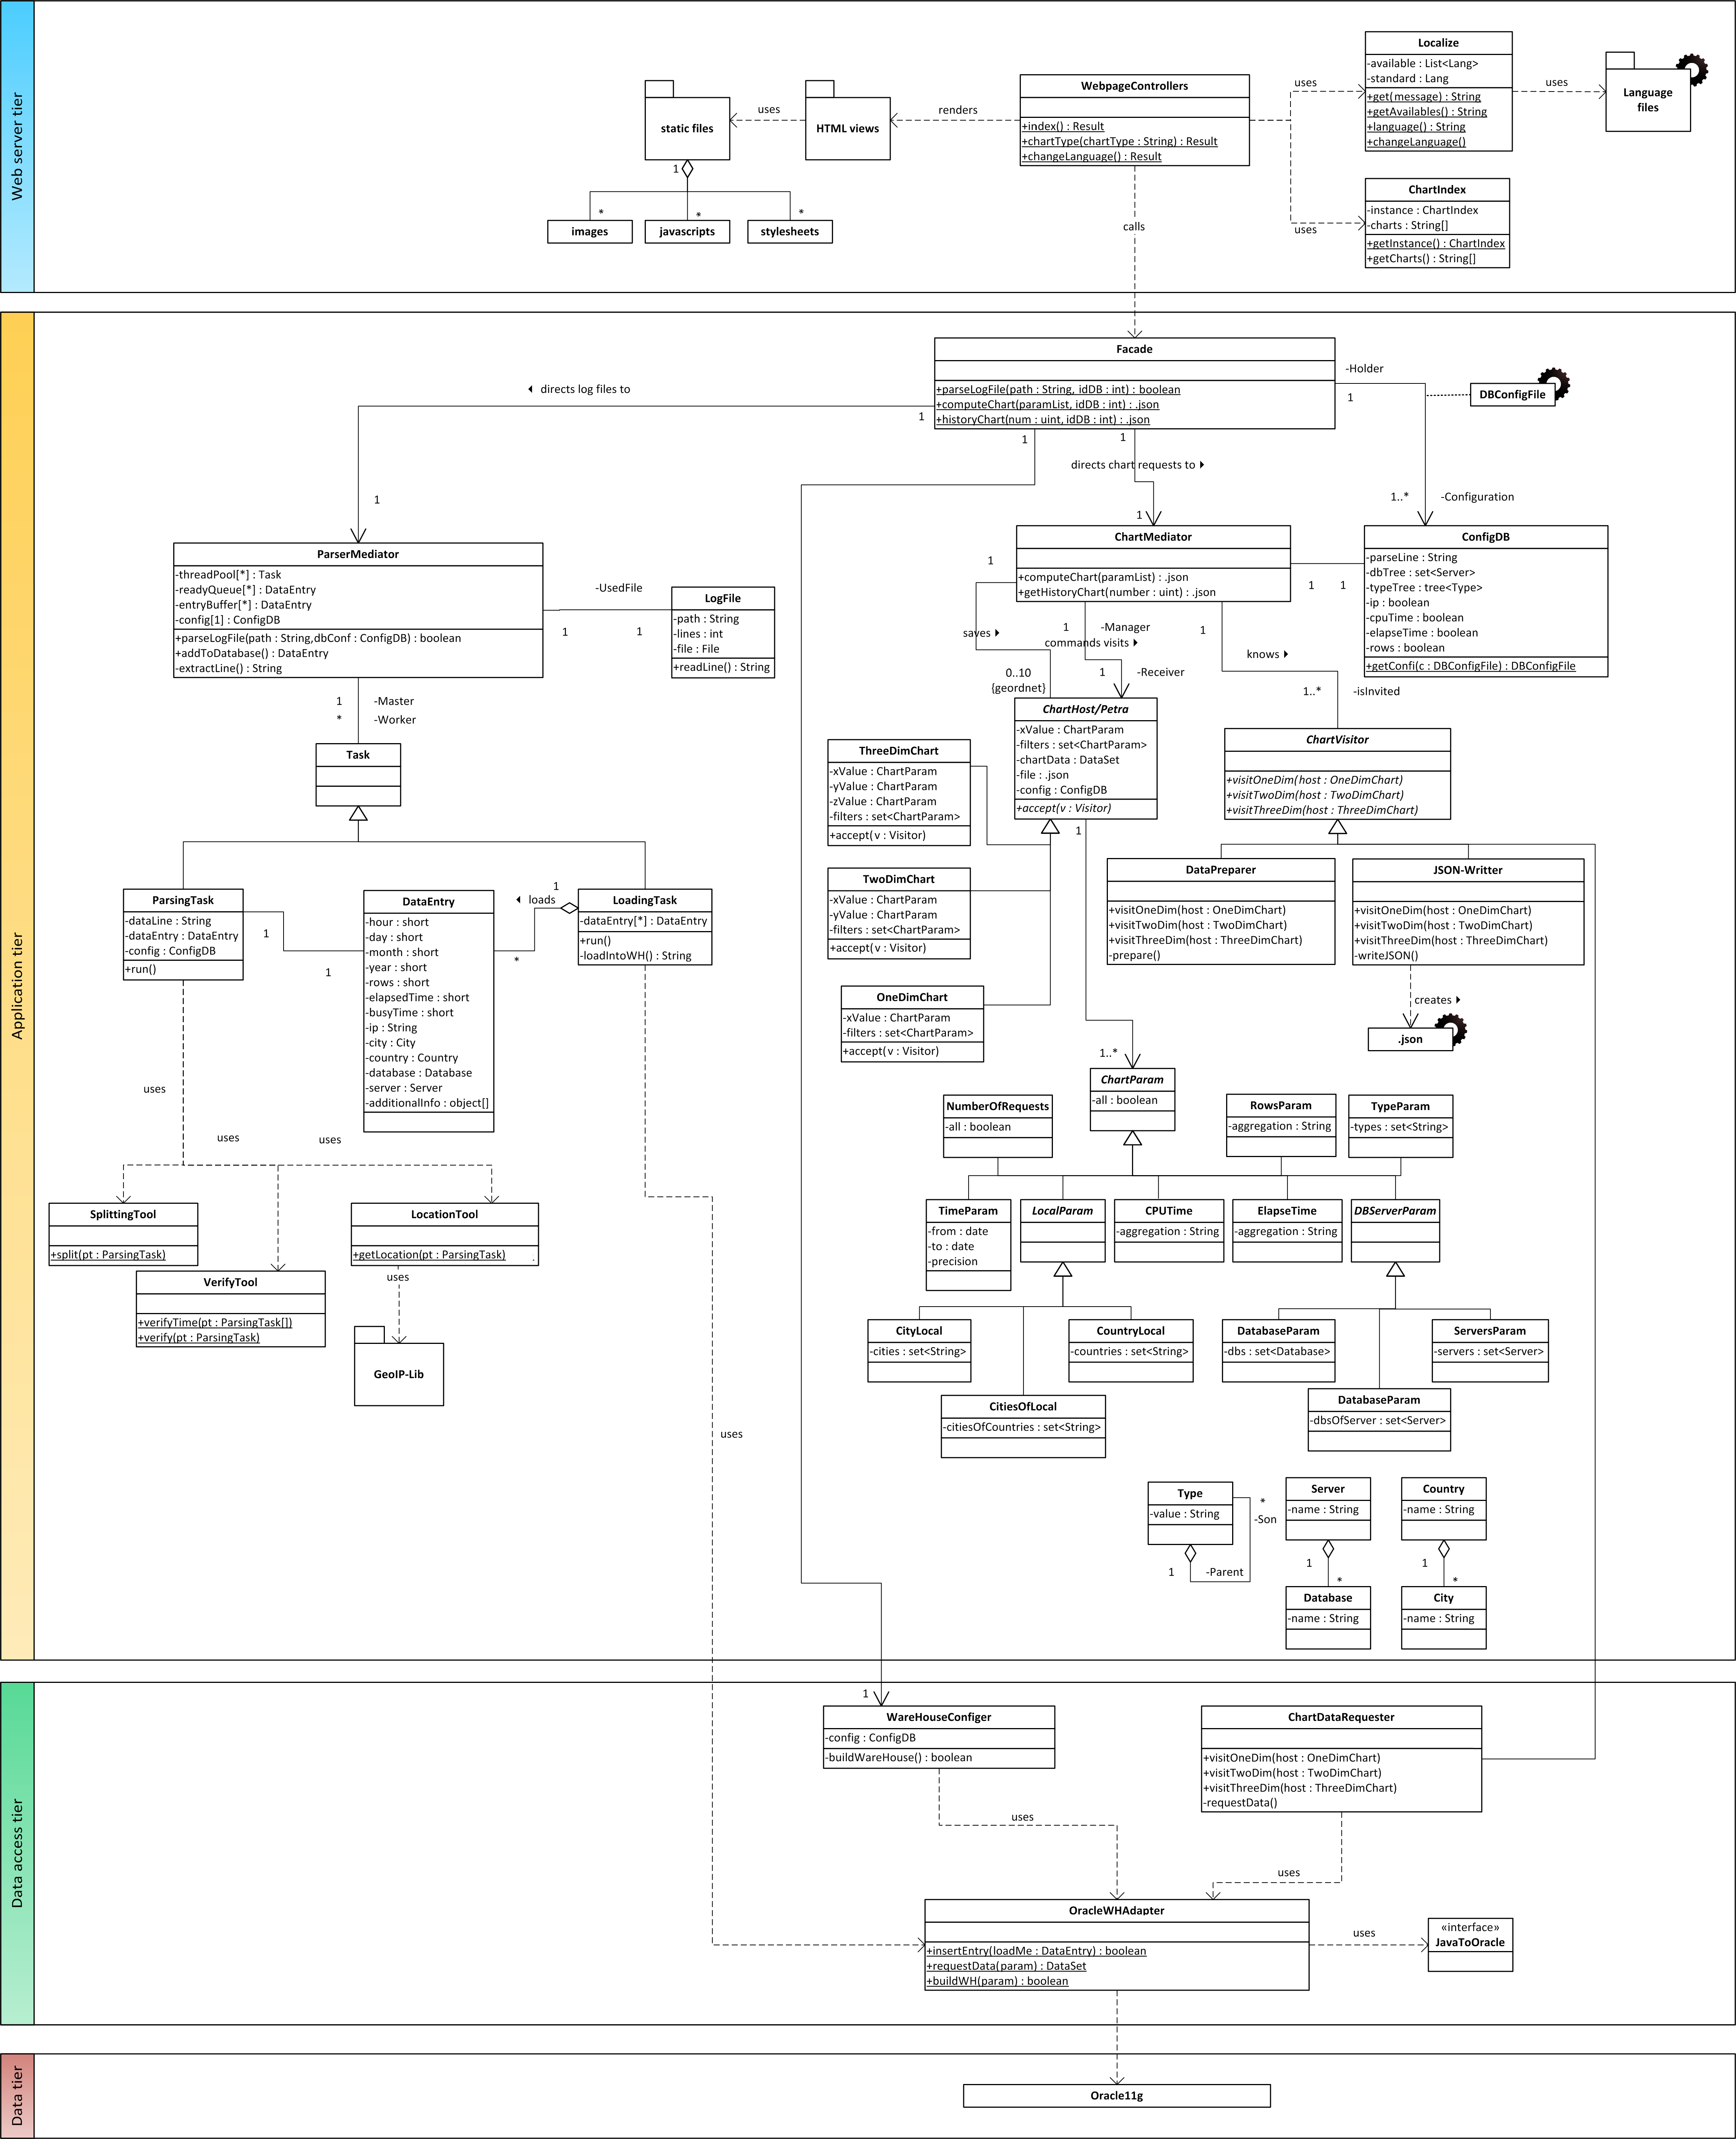 Web server tier
Localize
-available : List<Lang>
-standard : Lang
+get(message) : String
+getAvailables() : String
+language() : String
+changeLanguage()
uses
Language
files
uses
WebpageControllers
+index() : Result
+chartType(chartType : String) : Result
+changeLanguage() : Result
renders
HTML views
uses
static files
1
*
*
*
images
javascripts
stylesheets
ChartIndex
-instance : ChartIndex
-charts : String[]
+getInstance() : ChartIndex
+getCharts() : String[]
uses
calls
Application tier
Facade
+parseLogFile(path : String, idDB : int) : boolean
+computeChart(paramList, idDB : int) : .json
+historyChart(num : uint, idDB : int) : .json
-Holder
1
DBConfigFile
directs log files to
1
1
1
1
directs chart requests to
1
1..*
-Configuration
ParserMediator
-threadPool[*] : Task
-readyQueue[*] : DataEntry
-entryBuffer[*] : DataEntry
-config[1] : ConfigDB
+parseLogFile(path : String,dbConf : ConfigDB) : boolean
+addToDatabase() : DataEntry
-extractLine() : String
-UsedFile
1
1
LogFile
-path : String
-lines : int
-file : File
+readLine() : String
ChartMediator
+computeChart(paramList) : .json
+getHistoryChart(number : uint) : .json
1
1
1
ConfigDB
-parseLine : String
-dbTree : set<Server>
-typeTree : tree<Type>
-ip : boolean
-cpuTime : boolean
-elapseTime : boolean
-rows : boolean
+getConfi(c : DBConfigFile) : DBConfigFile
saves
1
-Manager
commands visits
1
-Receiver
0..10
{geordnet}
1
knows
1..*
-isInvited
1
-Master
*
-Worker
Task
ChartHost/Petra
-xValue : ChartParam
-filters : set<ChartParam>
-chartData : DataSet
-file : .json
-config : ConfigDB
+accept(v : Visitor)
1
ChartVisitor
+visitOneDim(host : OneDimChart)
+visitTwoDim(host : TwoDimChart)
+visitThreeDim(host : ThreeDimChart)
ThreeDimChart
-xValue : ChartParam
-yValue : ChartParam
-zValue : ChartParam
-filters : set<ChartParam>
+accept(v : Visitor)
TwoDimChart
-xValue : ChartParam
-yValue : ChartParam
-filters : set<ChartParam>
+accept(v : Visitor)
OneDimChart
-xValue : ChartParam
-filters : set<ChartParam>
+accept(v : Visitor)
DataPreparer
+visitOneDim(host : OneDimChart)
+visitTwoDim(host : TwoDimChart)
+visitThreeDim(host : ThreeDimChart)
-prepare()
JSON-Writter
+visitOneDim(host : OneDimChart)
+visitTwoDim(host : TwoDimChart)
+visitThreeDim(host : ThreeDimChart)
-writeJSON()
creates
.json
ParsingTask
-dataLine : String
-dataEntry : DataEntry
-config : ConfigDB
+run()
1
1
DataEntry
-hour : short
-day : short
-month : short
-year : short
-rows : short
-elapsedTime : short
-busyTime : short
-ip : String
-city : City
-country : Country
-database : Database
-server : Server
-additionalInfo : object[]
loads
1
*
LoadingTask
-dataEntry[*] : DataEntry
+run()
-loadIntoWH() : String
uses
uses
uses
SplittingTool
+split(pt : ParsingTask)
VerifyTool
+verifyTime(pt : ParsingTask[])
+verify(pt : ParsingTask)
LocationTool
+getLocation(pt : ParsingTask)
uses
GeoIP-Lib
uses
1..*
ChartParam
-all : boolean
NumberOfRequests
-all : boolean
RowsParam
-aggregation : String
TypeParam
-types : set<String>
TimeParam
-from : date
-to : date
-precision
LocalParam
CPUTime
-aggregation : String
ElapseTime
-aggregation : String
DBServerParam
CityLocal
-cities : set<String>
CountryLocal
-countries : set<String>
CitiesOfLocal
-citiesOfCountries : set<String>
DatabaseParam
-dbs : set<Database>
ServersParam
-servers : set<Server>
DatabaseParam
-dbsOfServer : set<Server>
Type
-value : String
*
-Son
1
-Parent
Server
-name : String
1
*
Database
-name : String
Country
-name : String
1
*
City
-name : String
Data access tier
1
WareHouseConfiger
-config : ConfigDB
-buildWareHouse() : boolean
ChartDataRequester
+visitOneDim(host : OneDimChart)
+visitTwoDim(host : TwoDimChart)
+visitThreeDim(host : ThreeDimChart)
-requestData()
uses
uses
OracleWHAdapter
+insertEntry(loadMe : DataEntry) : boolean
+requestData(param) : DataSet
+buildWH(param) : boolean
uses
«interface»
JavaToOracle
Data tier
Oracle11g